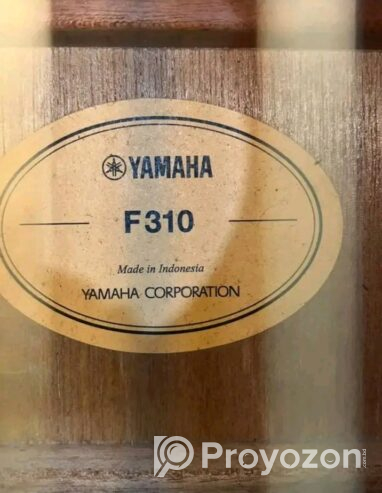 YAMAHA
F310
Made in Indonesia
YAMAHA CORPORATION
Proyozon